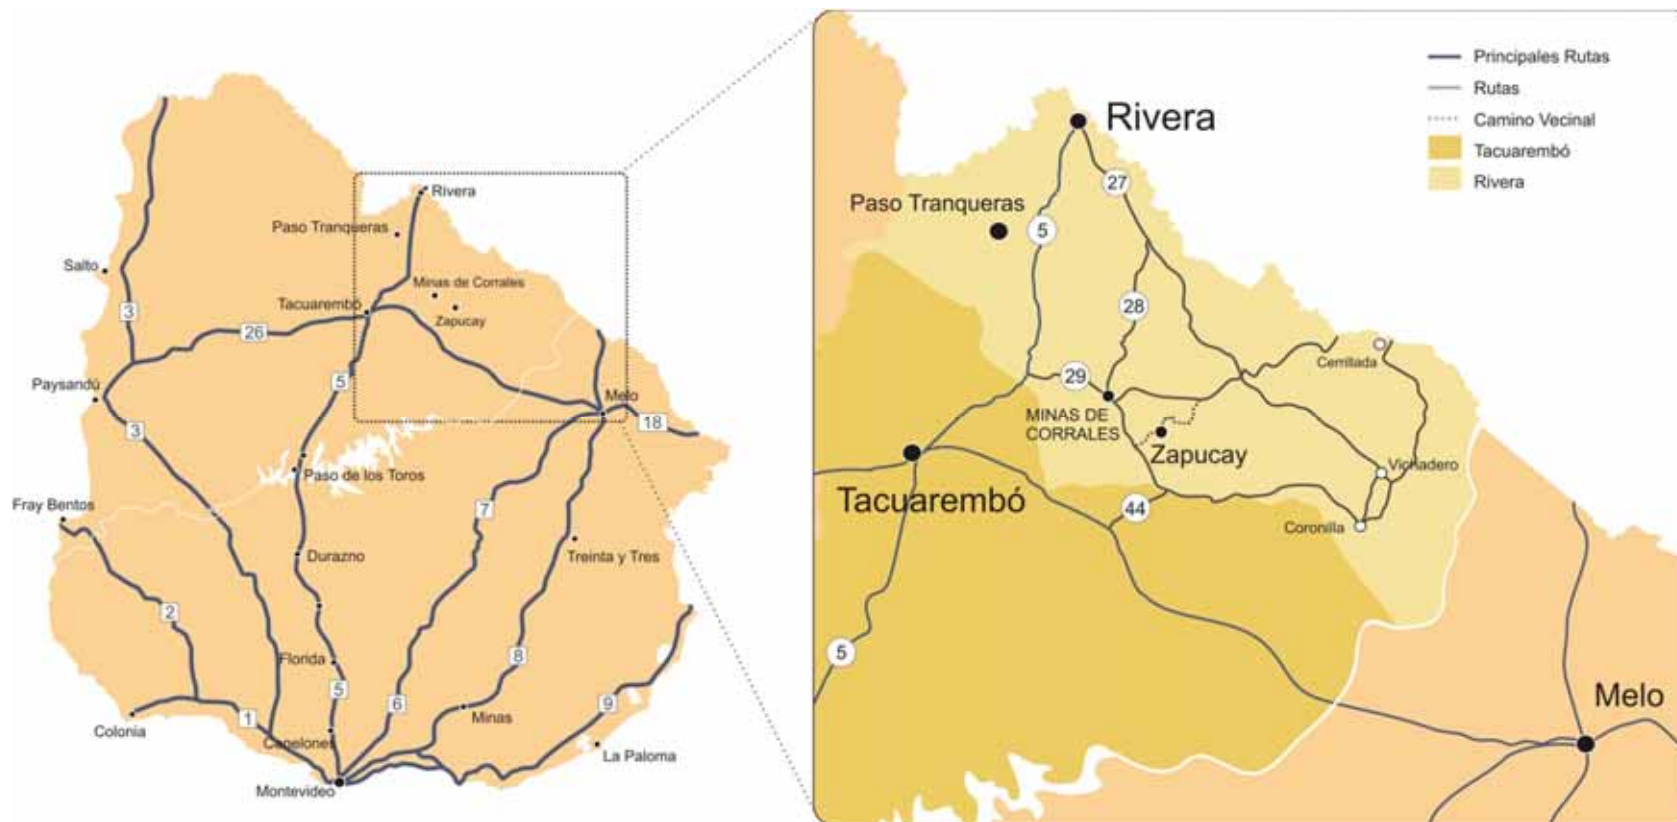 Rivera
Paso Tranqueras
Salto
Minas de Corrales
Tacuarembó
Zapucay
3
26
5
Paysandú
Melo
3
18
Paso de los Toros
Fray Bentos
7
Durazno
Treinta y Tres
2
Florida
8
5
6
9
1
Minas
Colonia
Canelones
La Paloma
Montevideo
Principales Rutas
Rutas
Camino Vecinal
Tacuarembó
Rivera
Rivera
27
Paso Tranqueras
5
28
Cerrillada
29
MINAS DE
CORRALES
Zapucay
Vichadero
Tacuarembó
44
Coronilla
5
Melo